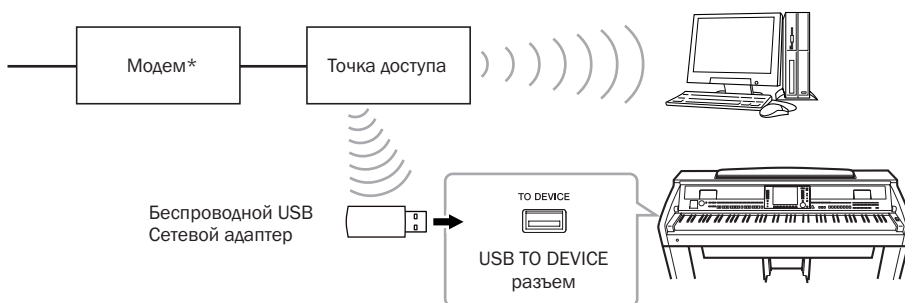 Модем*
Точка доступа
Беспроводной USB
Сетевой адаптер
TO DEVICE
USB TO DEVICE
разъем